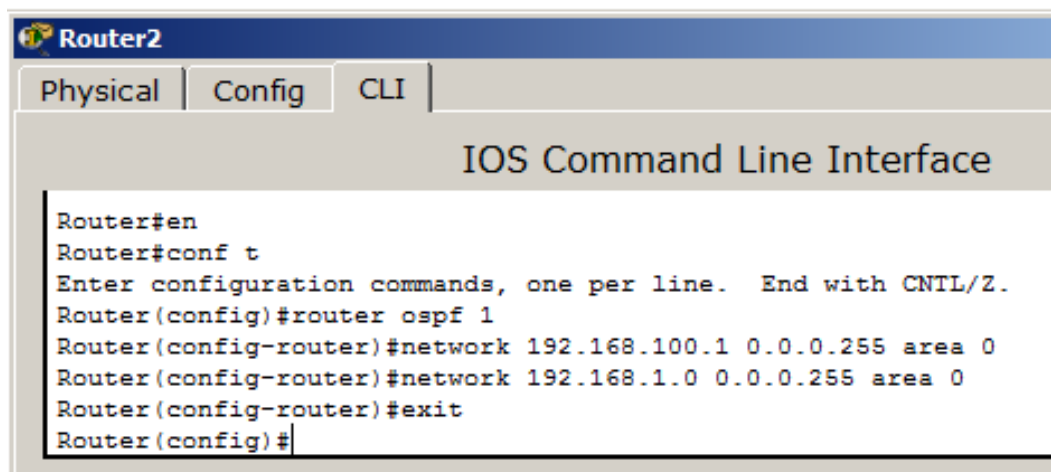 Router2
Physical Config CLI
IOS Command Line Interface
Router#en
Router#conf t
Enter configuration commands, one per line.  End with CNTL/Z.
Router(config)#router ospf 1
Router(config-router)#network 192.168.100.1 0.0.0.255 area 0
Router(config-router)#network 192.168.1.0 0.0.0.255 area 0
Router(config-router)#exit
Router(config)#